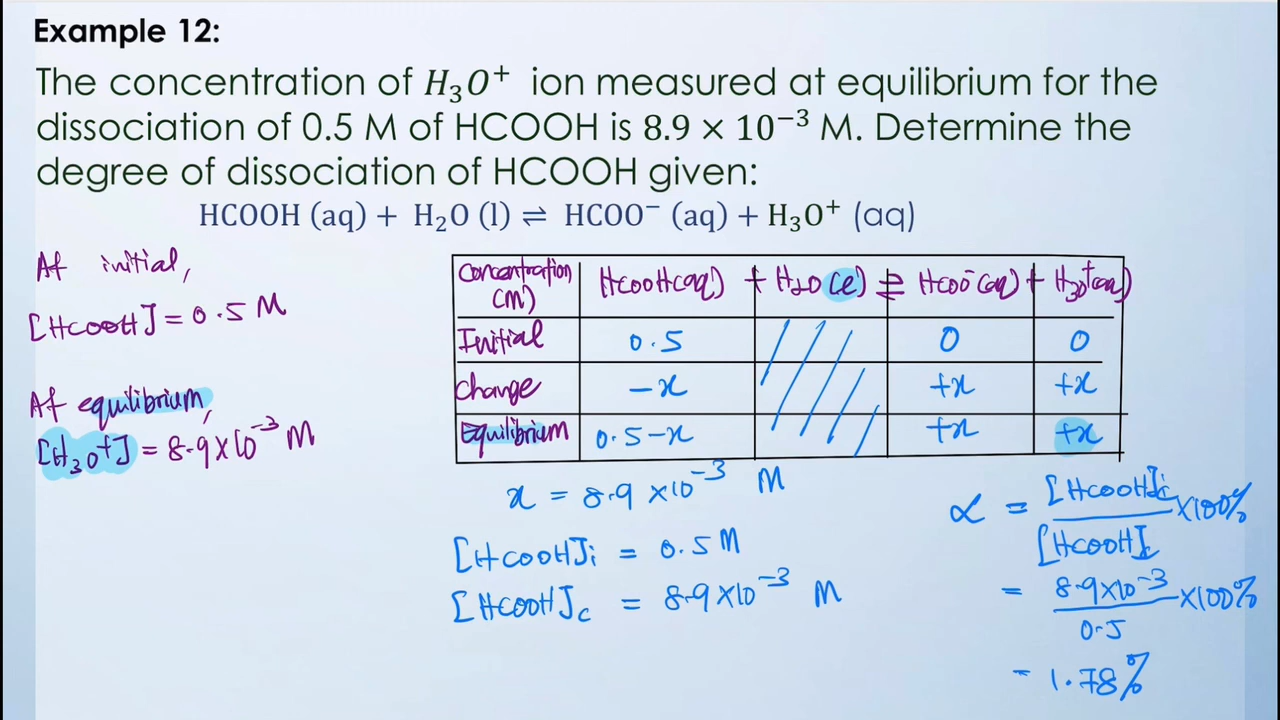 Example 12:
The concentration of H₃O⁺ ion measured at equilibrium for the
dissociation of 0.5 M of HCOOH is 8.9 × 10⁻³ M. Determine the
degree of dissociation of HCOOH given:
HCOOH (aq) + H₂O (l) ⇌ HCOO⁻ (aq) + H₃O⁺ (aq)
At initial,
[HCOOH] = 0.5 M
At equilibrium,
[H₃O⁺] = 8.9 × 10⁻³ M
Concentration (M) HCOOH(aq) + H₂O(l) ⇌ HCOO⁻(aq) + H₃O⁺(aq)
Initial 0.5 0 0
Change -x +x +x
Equilibrium 0.5-x +x +x
x = 8.9 × 10⁻³ M
[HCOOH]i = 0.5 M
[HCOOH]c = 8.9 × 10⁻³ M
α = [HCOOH]c / [HCOOH]i × 100%
= 8.9 × 10⁻³ / 0.5 × 100%
= 1.78%